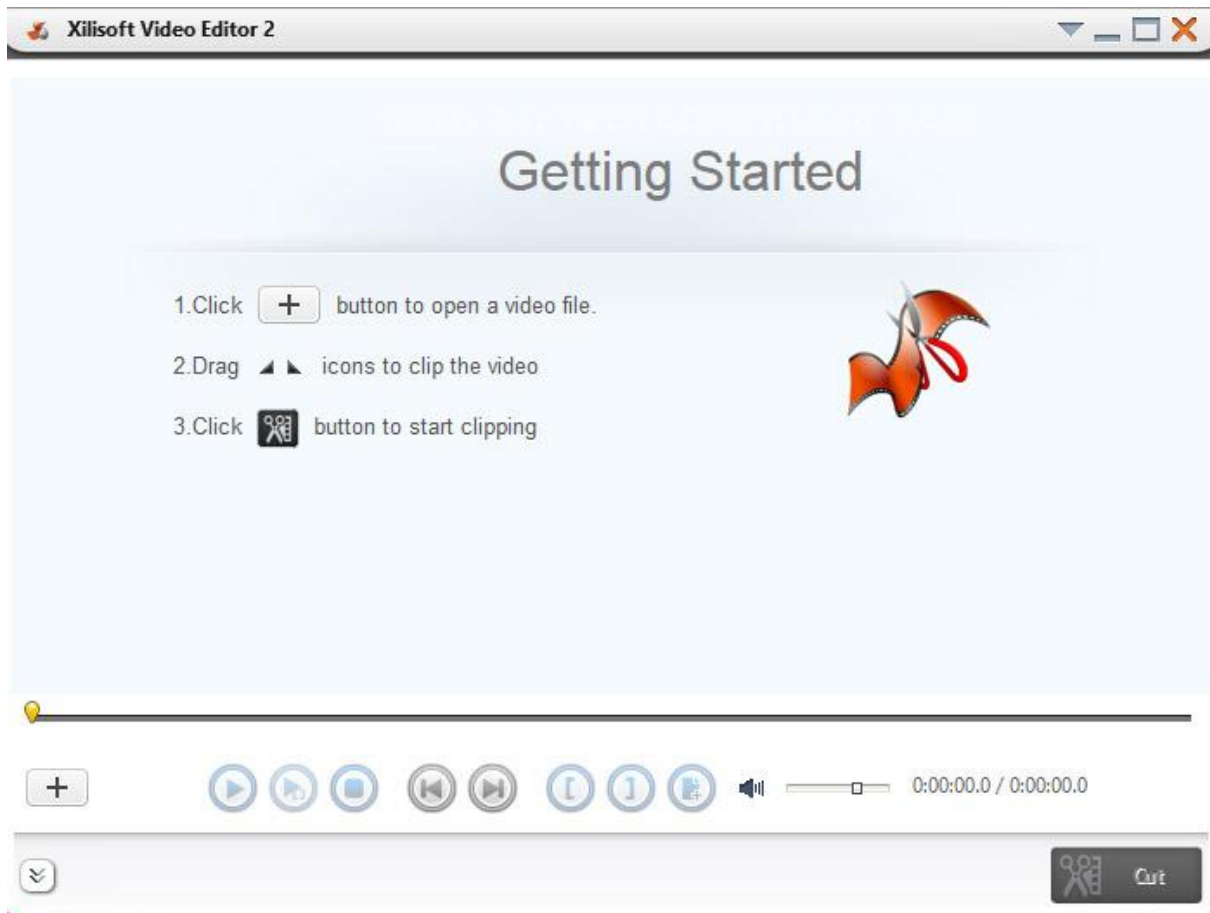 Xilisoft Video Editor 2
Getting Started
1.Click + button to open a video file.
2.Drag icons to clip the video
3.Click button to start clipping
0:00:00.0 / 0:00:00.0
Cut